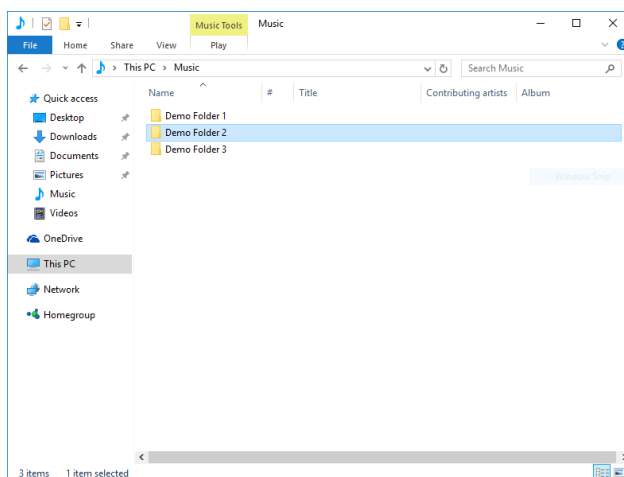 Music Tools Music
File Home Share View Play
This PC Music Search Music
Name # Title Contributing artists Album
Quick access
Desktop
Downloads
Documents
Pictures
Music
Videos
OneDrive
This PC
Network
Homegroup
Demo Folder 1
Demo Folder 2
Demo Folder 3
Window Snip
3 items 1 item selected